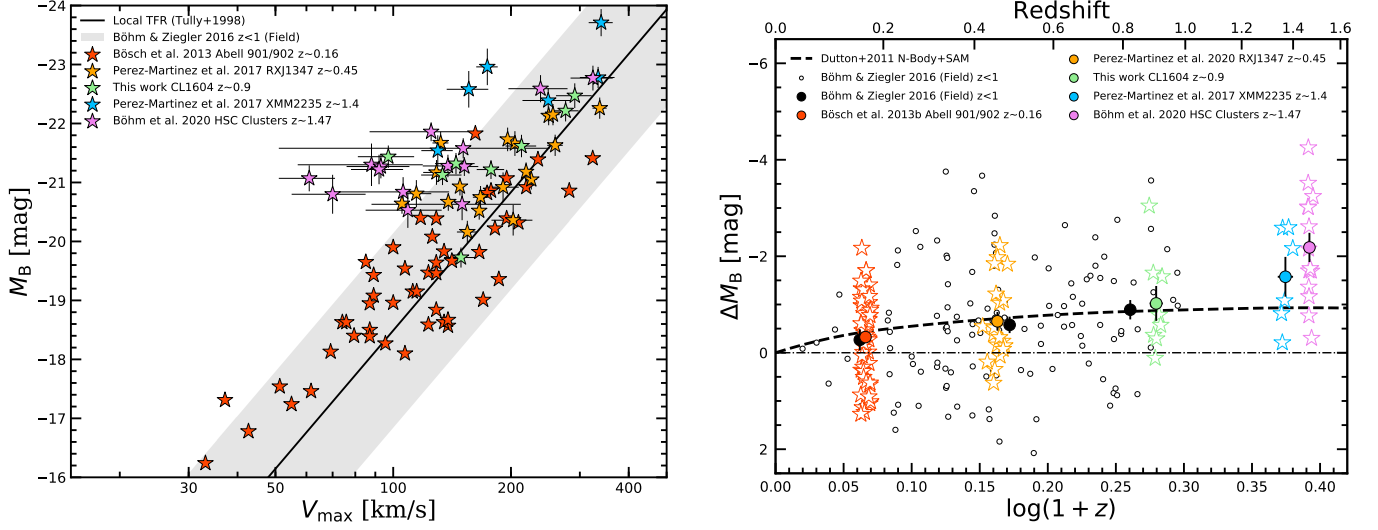 Local TFR (Tully+1998)
Böhm & Ziegler 2016 z<1 (Field)
Bösch et al. 2013 Abell 901/902 z~0.16
Perez-Martinez et al. 2017 RXJ1347 z~0.45
This work CL1604 z~0.9
Perez-Martinez et al. 2017 XMM2235 z~1.4
Böhm et al. 2020 HSC Clusters z~1.47
M_B [mag]
−24
−23
−22
−21
−20
−19
−18
−17
−16
30 50 100 200 400
V_max [km/s]
Redshift
0.1 0.2 0.4 0.6 0.8 1 1.2 1.4 1.6
Dutton+2011 N-Body+SAM
Böhm & Ziegler 2016 (Field) z<1
Böhm & Ziegler 2016 (Field) z<1
Bösch et al. 2013b Abell 901/902 z~0.16
Perez-Martinez et al. 2020 RXJ1347 z~0.45
This work CL1604 z~0.9
Perez-Martinez et al. 2017 XMM2235 z~1.4
Böhm et al. 2020 HSC Clusters z~1.47
ΔM_B [mag]
−6
−4
−2
0
2
0.00 0.05 0.10 0.15 0.20 0.25 0.30 0.35 0.40
log(1 + z)